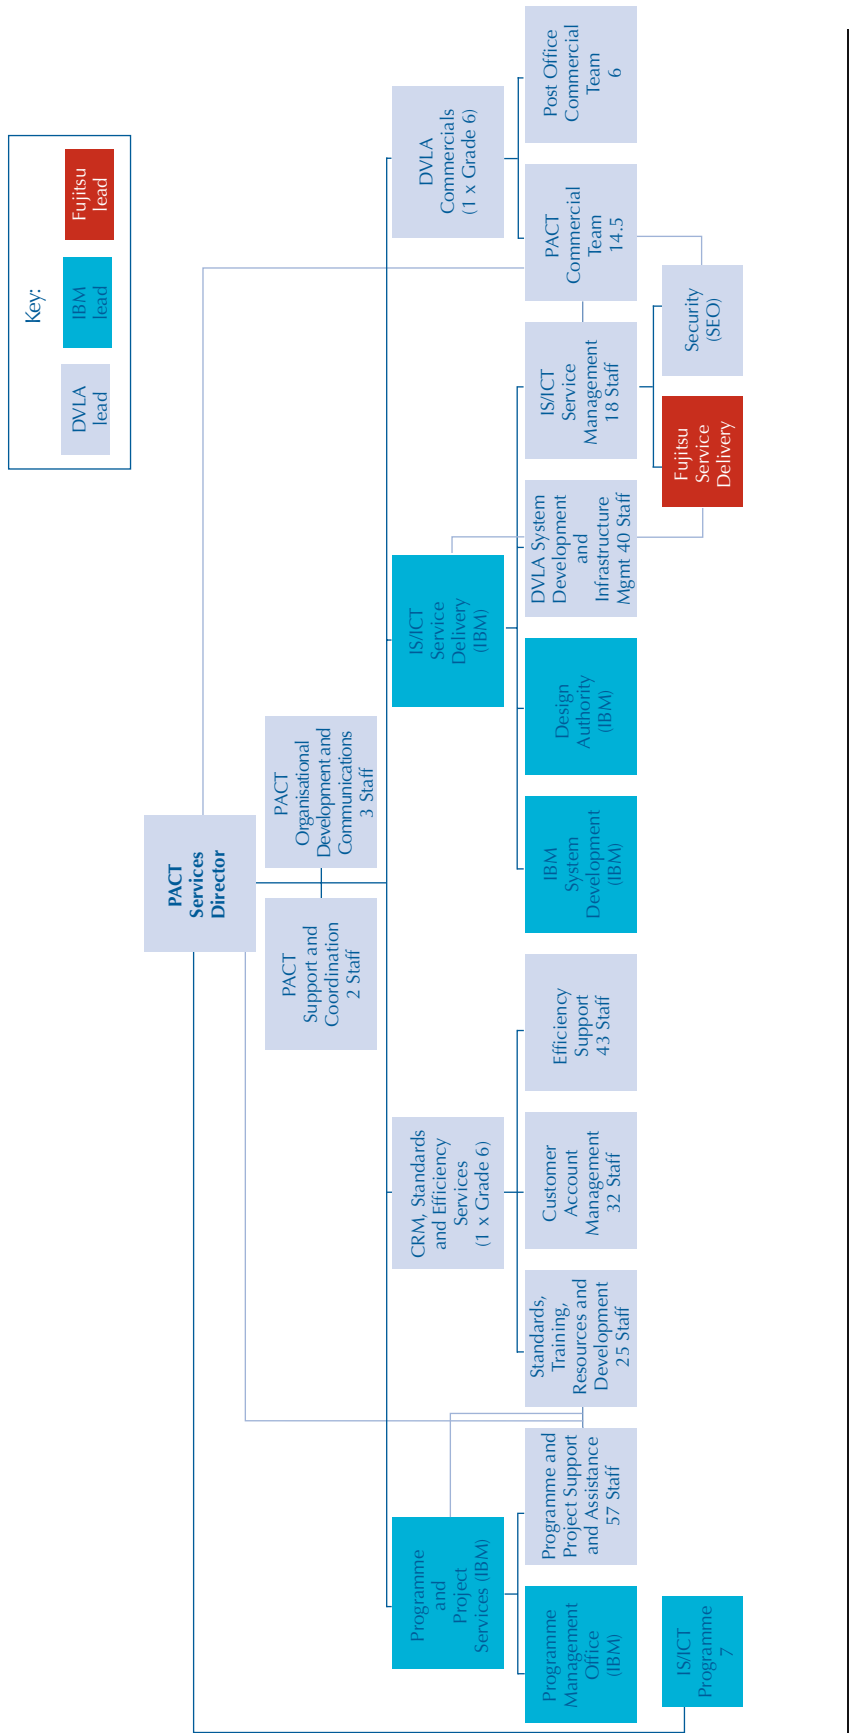 Key:
DVLA
lead
IBM
lead
Fujitsu
lead
PACT
Services
Director
PACT
Support and
Coordination
2 Staff
PACT
Organisational
Development and
Communications
3 Staff
Programme
and
Project
Services (IBM)
CRM, Standards
and Efficiency
Services
(1 x Grade 6)
IS/ICT
Service
Delivery
(IBM)
DVLA
Commercials
(1 x Grade 6)
Programme
Management
Office
(IBM)
Programme and
Project Support
and Assistance
57 Staff
Standards,
Training,
Resources and
Development
25 Staff
Customer
Account
Management
32 Staff
Efficiency
Support
43 Staff
IBM
System
Development
(IBM)
Design
Authority
(IBM)
DVLA System
Development
and
Infrastructure
Mgmt 40 Staff
IS/ICT
Service
Management
18 Staff
PACT
Commercial
Team
14.5
Post Office
Commercial
Team
6
IS/ICT
Programme
7
Fujitsu
Service
Delivery
Security
(SEO)